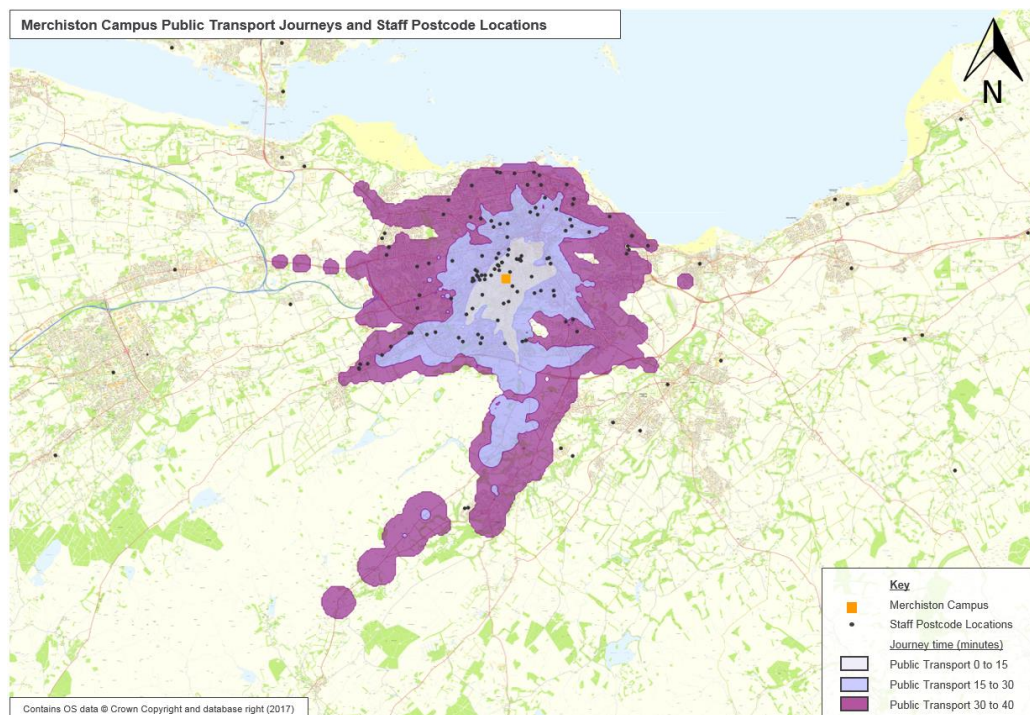 Merchiston Campus Public Transport Journeys and Staff Postcode Locations
N
Key
Merchiston Campus
Staff Postcode Locations
Journey time (minutes)
Public Transport 0 to 15
Public Transport 15 to 30
Public Transport 30 to 40
Contains OS data © Crown Copyright and database right (2017)